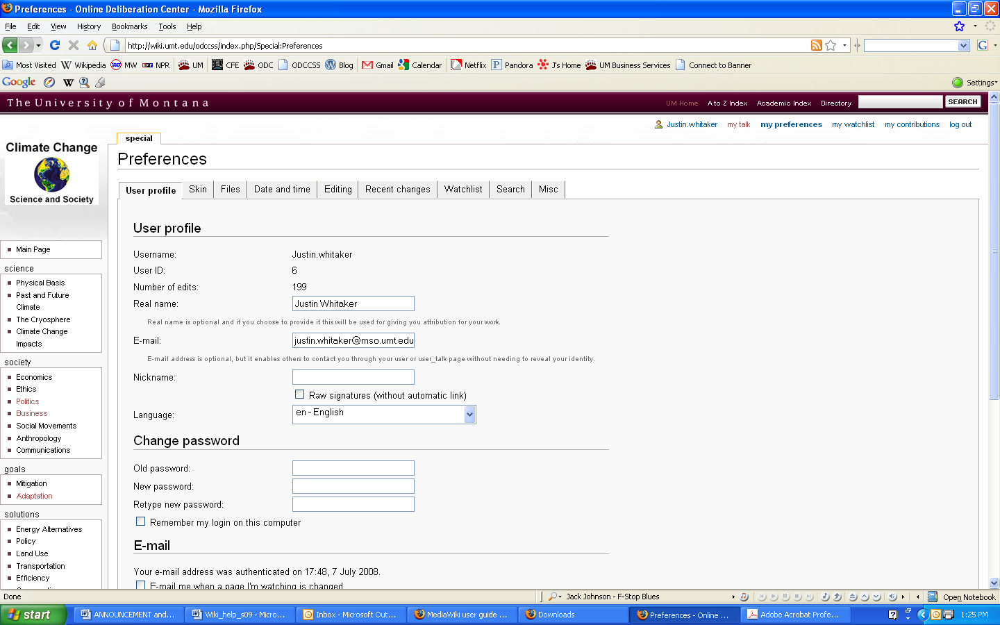 Preferences - Online Deliberation Center - Mozilla Firefox
File Edit View History Bookmarks Tools Help
http://wiki.umt.edu/odccss/index.php/Special:Preferences
G
Most Visited Wikipedia MW NPR UM CFE ODC ODCCSS Blog Gmail Calendar Netflix Pandora J's Home UM Business Services Connect to Banner
Google W Settings
The University of Montana UM Home A to Z Index Academic Index Directory SEARCH
Justin.whitaker my talk my preferences my watchlist my contributions log out
special
Climate Change
Science and Society
Preferences
User profile Skin Files Date and time Editing Recent changes Watchlist Search Misc
Main Page
science
Physical Basis
Past and Future
Climate
The Cryosphere
Climate Change
Impacts
society
Economics
Ethics
Politics
Business
Social Movements
Anthropology
Communications
goals
Mitigation
Adaptation
solutions
Energy Alternatives
Policy
Land Use
Transportation
Efficiency
User profile
Username: Justin.whitaker
User ID: 6
Number of edits: 199
Real name: Justin Whitaker
Real name is optional and if you choose to provide it this will be used for giving you attribution for your work.
E-mail: justin.whitaker@mso.umt.edu
E-mail address is optional, but it enables others to contact you through your user or user_talk page without needing to reveal your identity.
Nickname:
Raw signatures (without automatic link)
Language: en - English
Change password
Old password:
New password:
Retype new password:
Remember my login on this computer
E-mail
Your e-mail address was authenticated on 17:48, 7 July 2008.
E-mail me when a page I'm watching is changed
Done Jack Johnson - F-Stop Blues Open Notebook
start ANNOUNCEMENT and... Wiki_help_s09 - Micro... Inbox - Microsoft Out... MediaWiki user guide ... Downloads Preferences - Online ... Adobe Acrobat Profe... 1:25 PM